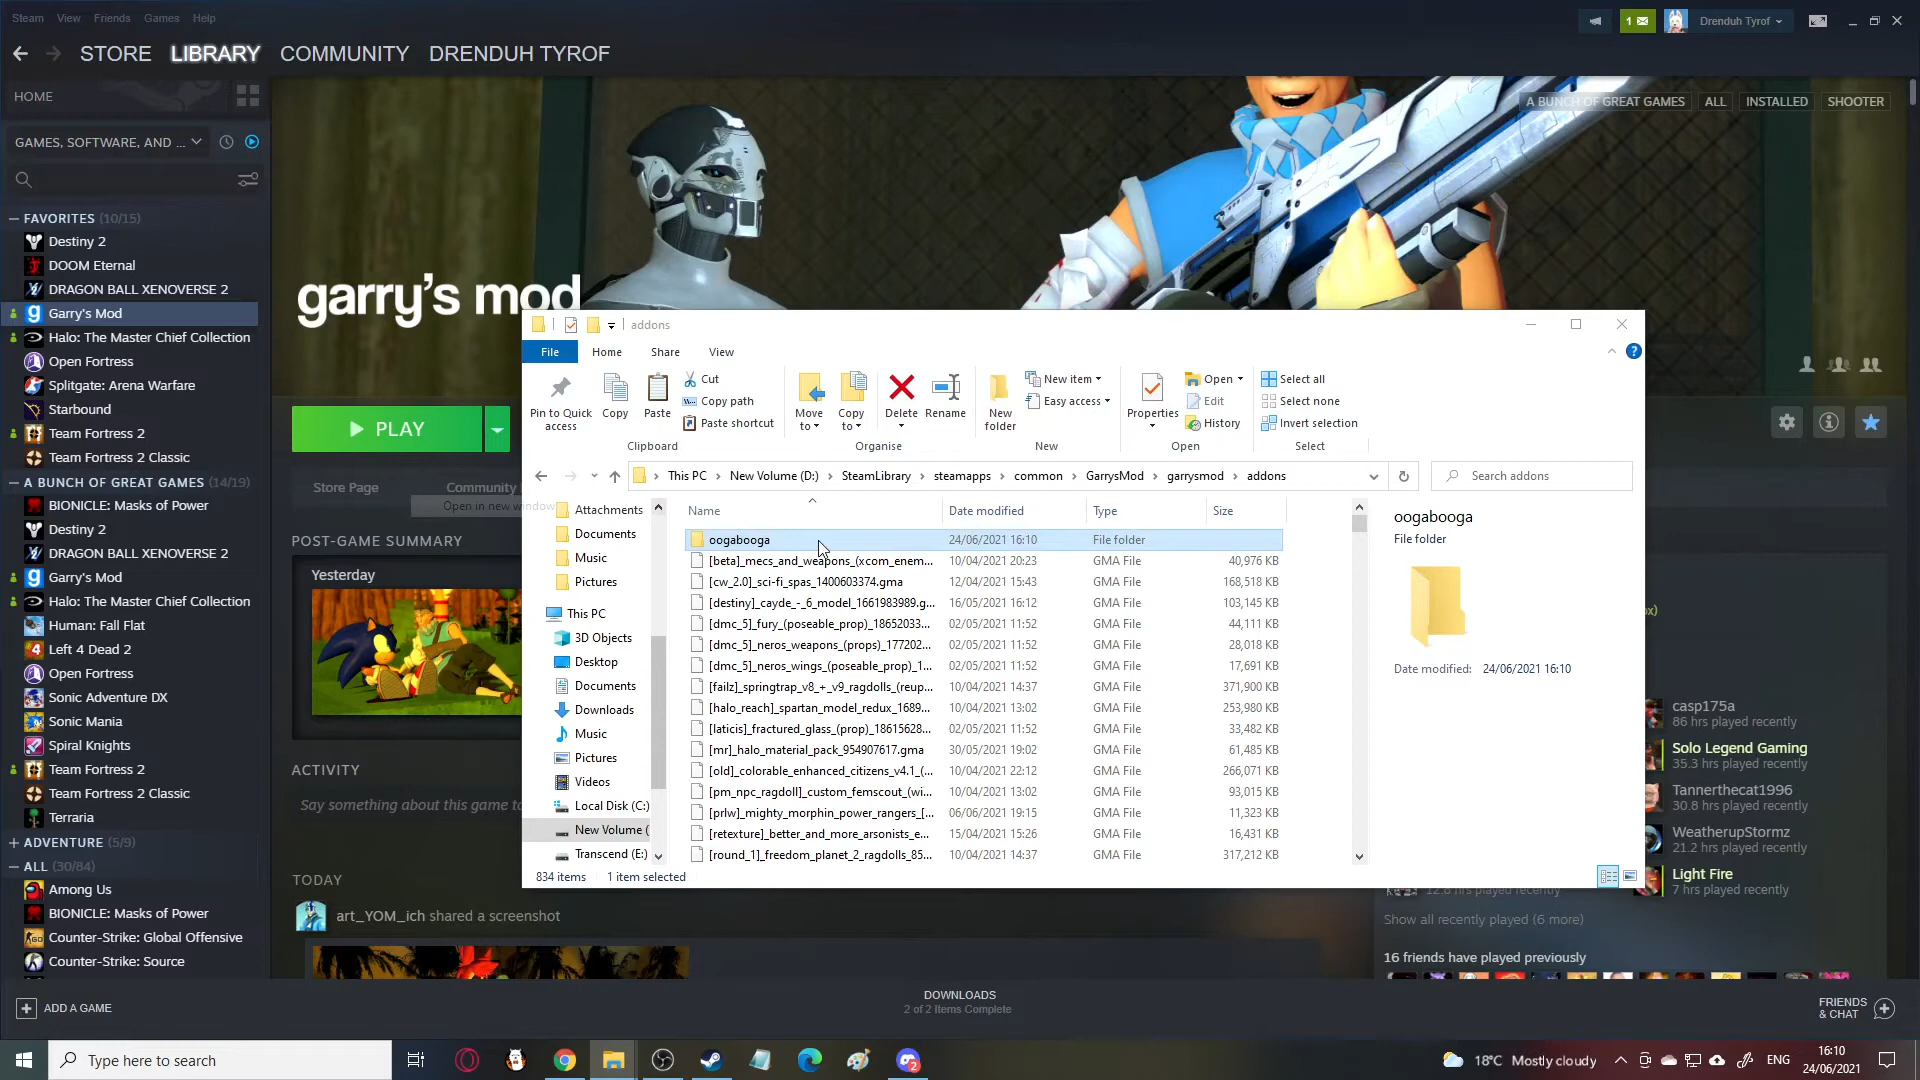 Steam View Friends Games Help
1
Drenduh Tyrof
STORE LIBRARY COMMUNITY DRENDUH TYROF
HOME
GAMES, SOFTWARE, AND ...
FAVORITES (10/15)
Destiny 2
DOOM Eternal
DRAGON BALL XENOVERSE 2
Garry's Mod
Halo: The Master Chief Collection
Open Fortress
Splitgate: Arena Warfare
Starbound
Team Fortress 2
Team Fortress 2 Classic
A BUNCH OF GREAT GAMES (14/19)
BIONICLE: Masks of Power
Destiny 2
DRAGON BALL XENOVERSE 2
Garry's Mod
Halo: The Master Chief Collection
Human: Fall Flat
Left 4 Dead 2
Open Fortress
Sonic Adventure DX
Sonic Mania
Spiral Knights
Team Fortress 2
Team Fortress 2 Classic
Terraria
ADVENTURE (5/9)
ALL (30/84)
Among Us
BIONICLE: Masks of Power
Counter-Strike: Global Offensive
Counter-Strike: Source
ADD A GAME
A BUNCH OF GREAT GAMES ALL INSTALLED SHOOTER
garry's mod
PLAY
Store Page Community
Open in new window
POST-GAME SUMMARY
Yesterday
ACTIVITY
Say something about this game to
TODAY
art_YOM_ich shared a screenshot
addons
File Home Share View
Pin to Quick access
Copy
Paste
Cut
Copy path
Paste shortcut
Clipboard
Move to
Copy to
Delete
Rename
Organise
New folder
New item
Easy access
New
Properties
Open
Edit
History
Open
Select all
Select none
Invert selection
Select
This PC New Volume (D:) SteamLibrary steamapps common GarrysMod garrysmod addons
Search addons
Attachments
Documents
Music
Pictures
This PC
3D Objects
Desktop
Documents
Downloads
Music
Pictures
Videos
Local Disk (C:)
New Volume (
Transcend (E:)
Name Date modified Type Size
oogabooga 24/06/2021 16:10 File folder
[beta]_mecs_and_weapons_(xcom_enem... 10/04/2021 20:23 GMA File 40,976 KB
[cw_2.0]_sci-fi_spas_1400603374.gma 12/04/2021 15:43 GMA File 168,518 KB
[destiny]_cayde_-_6_model_1661983989.g... 16/05/2021 16:12 GMA File 103,145 KB
[dmc_5]_fury_(poseable_prop)_18652033... 02/05/2021 11:52 GMA File 44,111 KB
[dmc_5]_neros_weapons_(props)_177202... 02/05/2021 11:52 GMA File 28,018 KB
[dmc_5]_neros_wings_(poseable_prop)_1... 02/05/2021 11:52 GMA File 17,691 KB
[failz]_springtrap_v8_+_v9_ragdolls_(reup... 10/04/2021 14:37 GMA File 371,900 KB
[halo_reach]_spartan_model_redux_1689... 10/04/2021 13:02 GMA File 253,980 KB
[laticis]_fractured_glass_(prop)_18615628... 02/05/2021 11:52 GMA File 33,482 KB
[mr]_halo_material_pack_954907617.gma 30/05/2021 19:02 GMA File 61,485 KB
[old]_colorable_enhanced_citizens_v4.1_(... 10/04/2021 22:12 GMA File 266,071 KB
[pm_npc_ragdoll]_custom_femscout_(wi... 10/04/2021 13:02 GMA File 93,015 KB
[prlw]_mighty_morphin_power_rangers_[... 06/06/2021 19:15 GMA File 11,323 KB
[retexture]_better_and_more_arsonists_e... 15/04/2021 15:26 GMA File 16,431 KB
[round_1]_freedom_planet_2_ragdolls_85... 10/04/2021 14:37 GMA File 317,212 KB
834 items 1 item selected
oogabooga
File folder
Date modified: 24/06/2021 16:10
casp175a
86 hrs played recently
Solo Legend Gaming
35.3 hrs played recently
Tannerthecat1996
30.8 hrs played recently
WeatherupStormz
21.2 hrs played recently
Light Fire
7 hrs played recently
Show all recently played (6 more)
16 friends have played previously
DOWNLOADS
2 of 2 Items Complete
FRIENDS & CHAT
Type here to search
2
18°C Mostly cloudy
ENG
16:10
24/06/2021